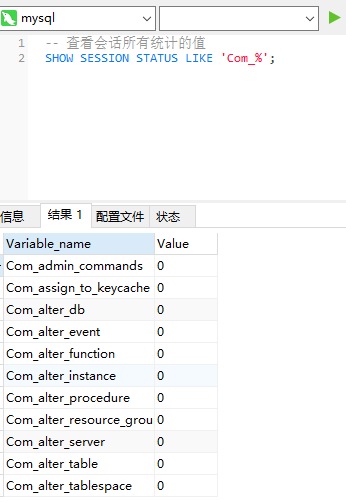 mysql
1 -- 查看会话所有统计的值
2 SHOW SESSION STATUS LIKE 'Com_%';
信息 结果 1 配置文件 状态
Variable_name Value
Com_admin_commands 0
Com_assign_to_keycache 0
Com_alter_db 0
Com_alter_event 0
Com_alter_function 0
Com_alter_instance 0
Com_alter_procedure 0
Com_alter_resource_grou 0
Com_alter_server 0
Com_alter_table 0
Com_alter_tablespace 0